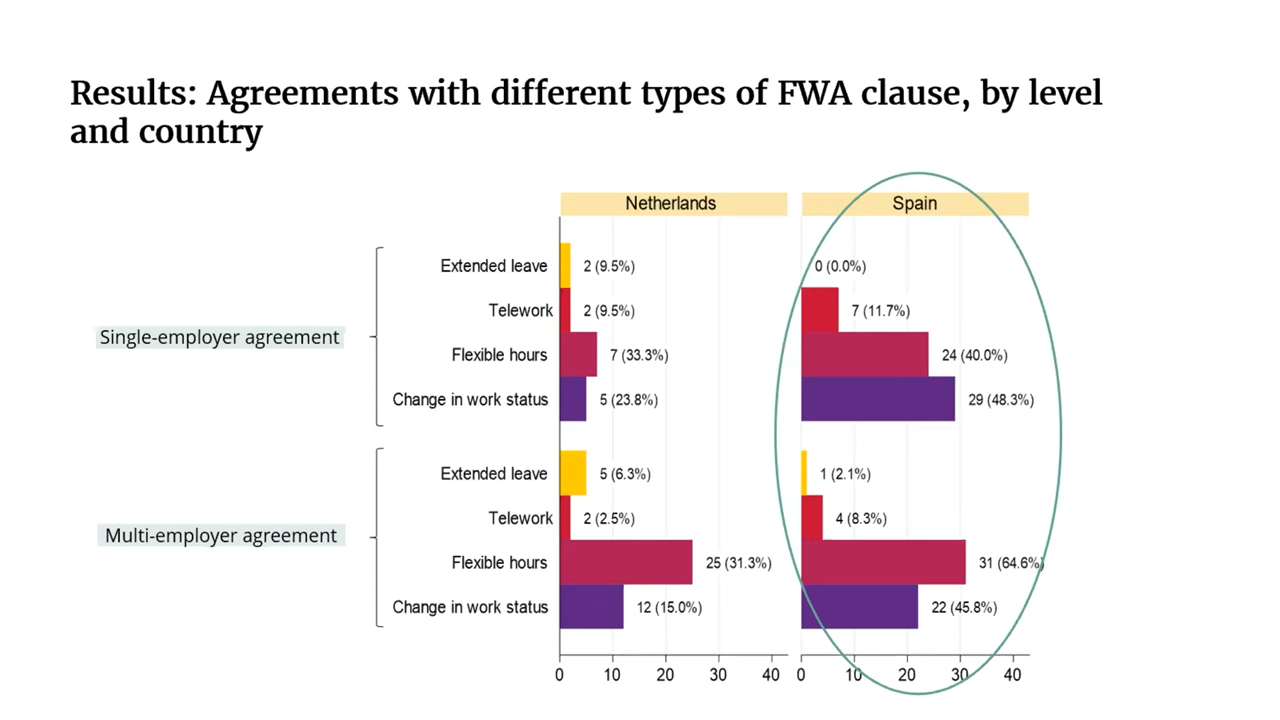 Results: Agreements with different types of FWA clause, by level
and country
Netherlands
Spain
Single-employer agreement
Extended leave 2 (9.5%) 0 (0.0%)
Telework 2 (9.5%) 7 (11.7%)
Flexible hours 7 (33.3%) 24 (40.0%)
Change in work status 5 (23.8%) 29 (48.3%)
Multi-employer agreement
Extended leave 5 (6.3%) 1 (2.1%)
Telework 2 (2.5%) 4 (8.3%)
Flexible hours 25 (31.3%) 31 (64.6%)
Change in work status 12 (15.0%) 22 (45.8%)
0 10 20 30 40 0 10 20 30 40